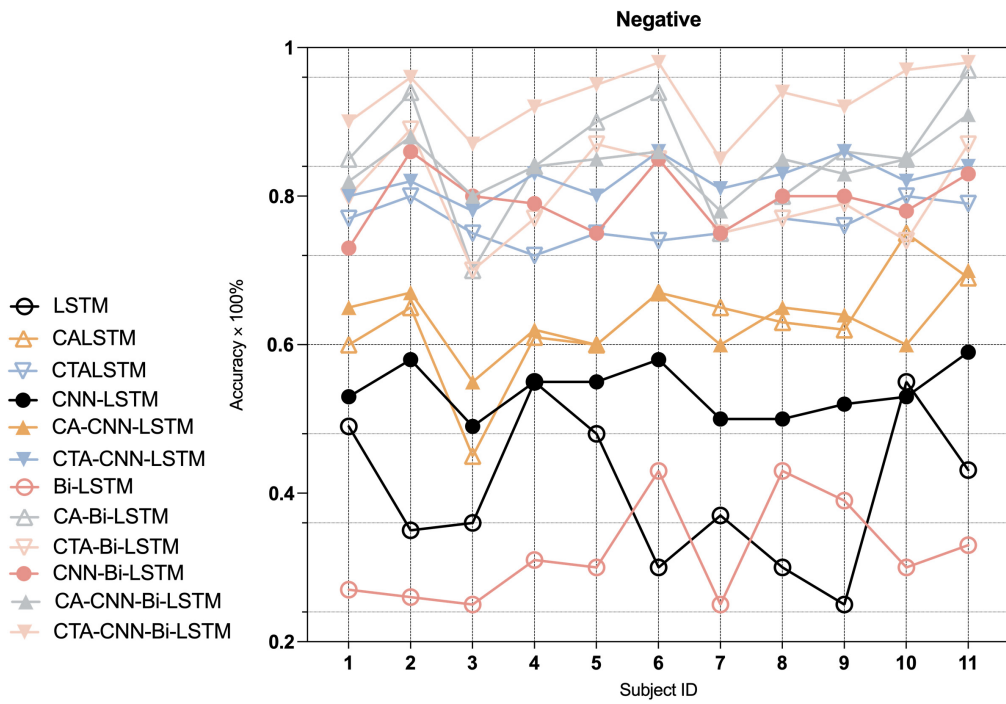 Negative
1
0.8
0.6
0.4
0.2
Accuracy × 100%
1 2 3 4 5 6 7 8 9 10 11
Subject ID
LSTM
CALSTM
CTALSTM
CNN-LSTM
CA-CNN-LSTM
CTA-CNN-LSTM
Bi-LSTM
CA-Bi-LSTM
CTA-Bi-LSTM
CNN-Bi-LSTM
CA-CNN-Bi-LSTM
CTA-CNN-Bi-LSTM